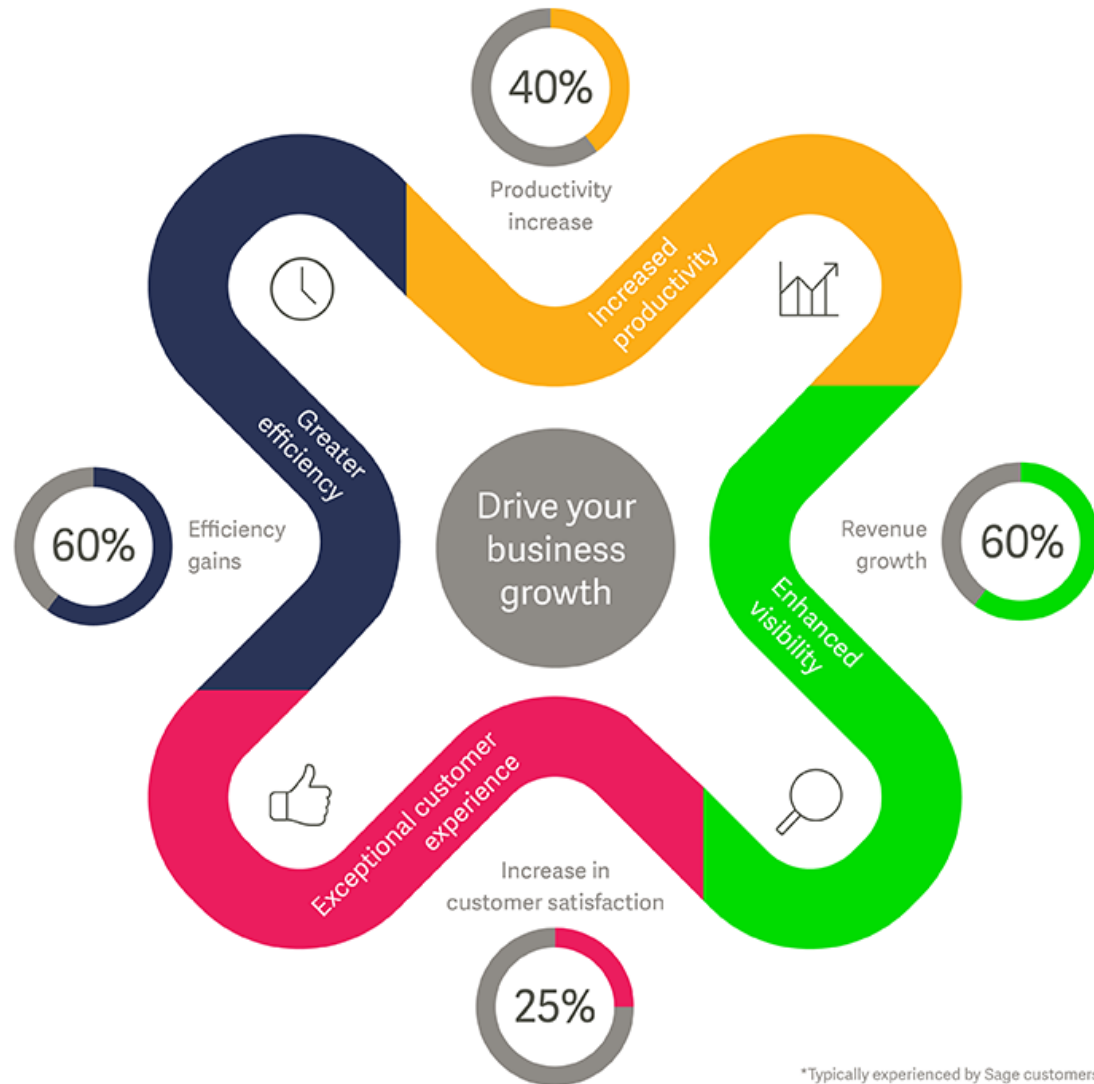 40%
Productivity
increase
Increased
productivity
Greater
efficiency
60%
Efficiency
gains
Drive your
business
growth
Revenue
growth
60%
Enhanced
visibility
Exceptional customer
experience
Increase in
customer satisfaction
25%
*Typically experienced by Sage customers